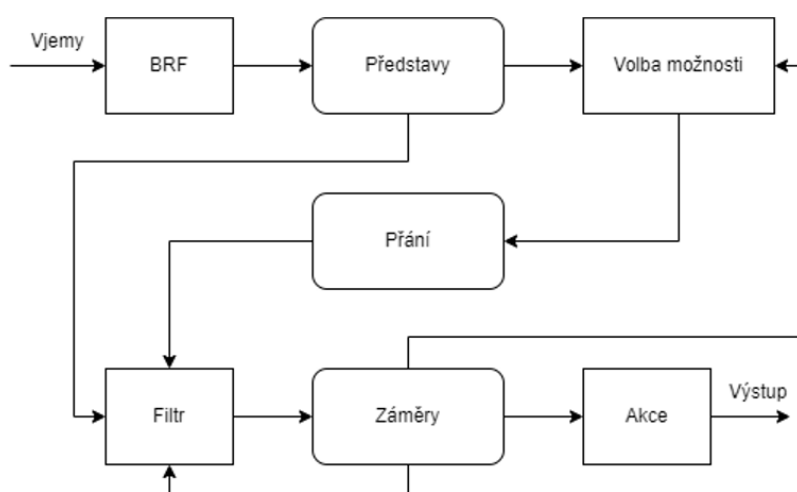 Vjemy
BRF
Představy
Volba možnosti
Přání
Filtr
Záměry
Akce
Výstup